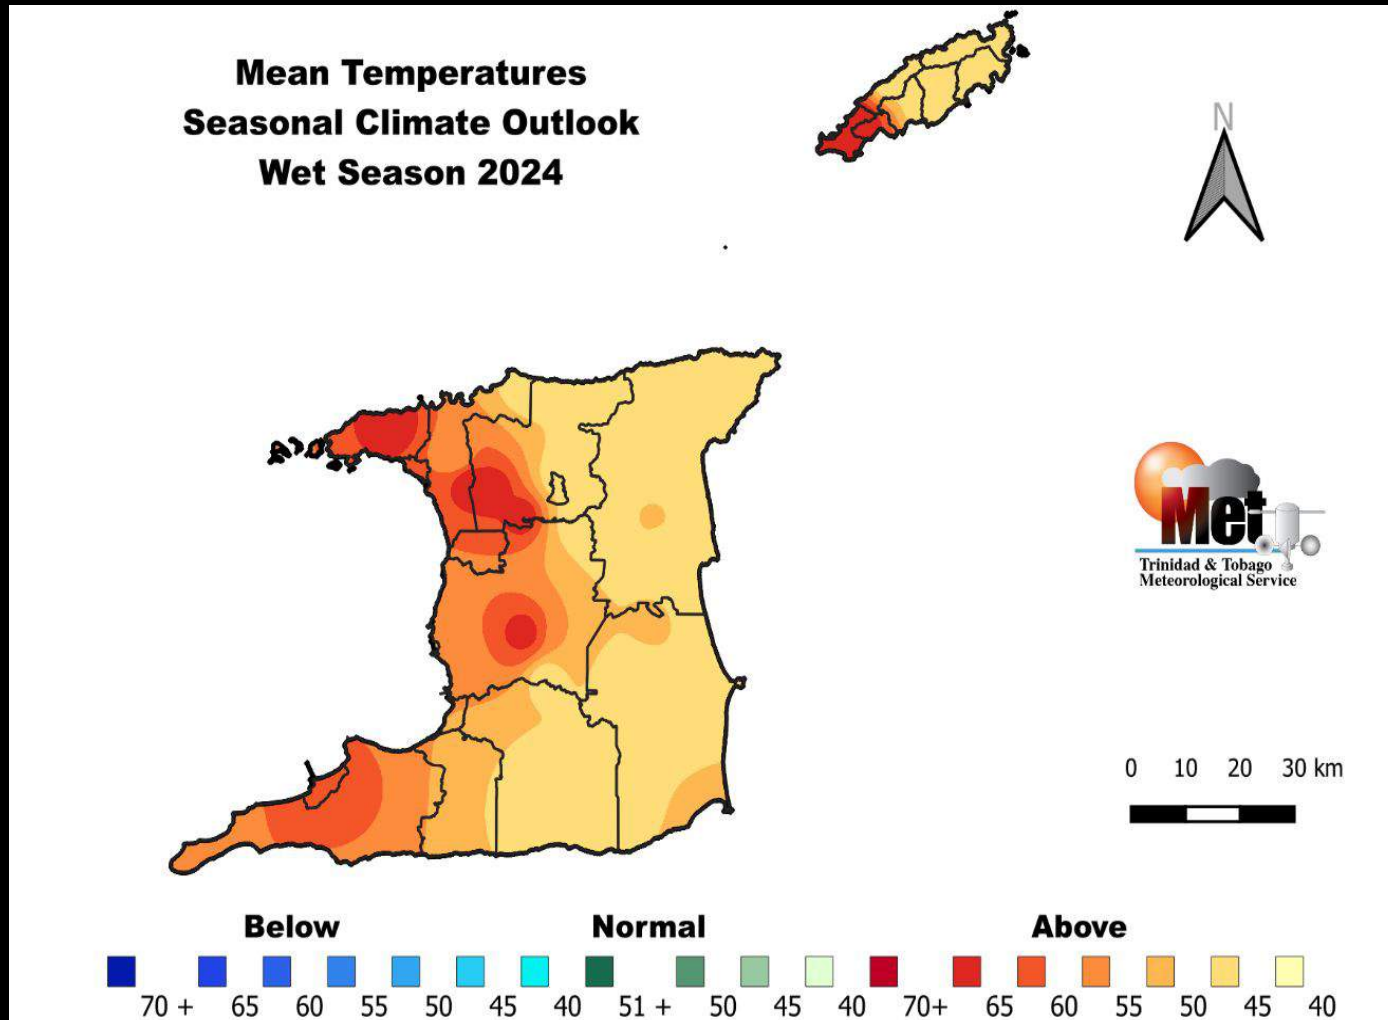 Mean Temperatures
Seasonal Climate Outlook
Wet Season 2024
N
Met
Trinidad & Tobago
Meteorological Service
0 10 20 30 km
Below Normal Above
70 + 65 60 55 50 45 40 51 + 50 45 40 70+ 65 60 55 50 45 40